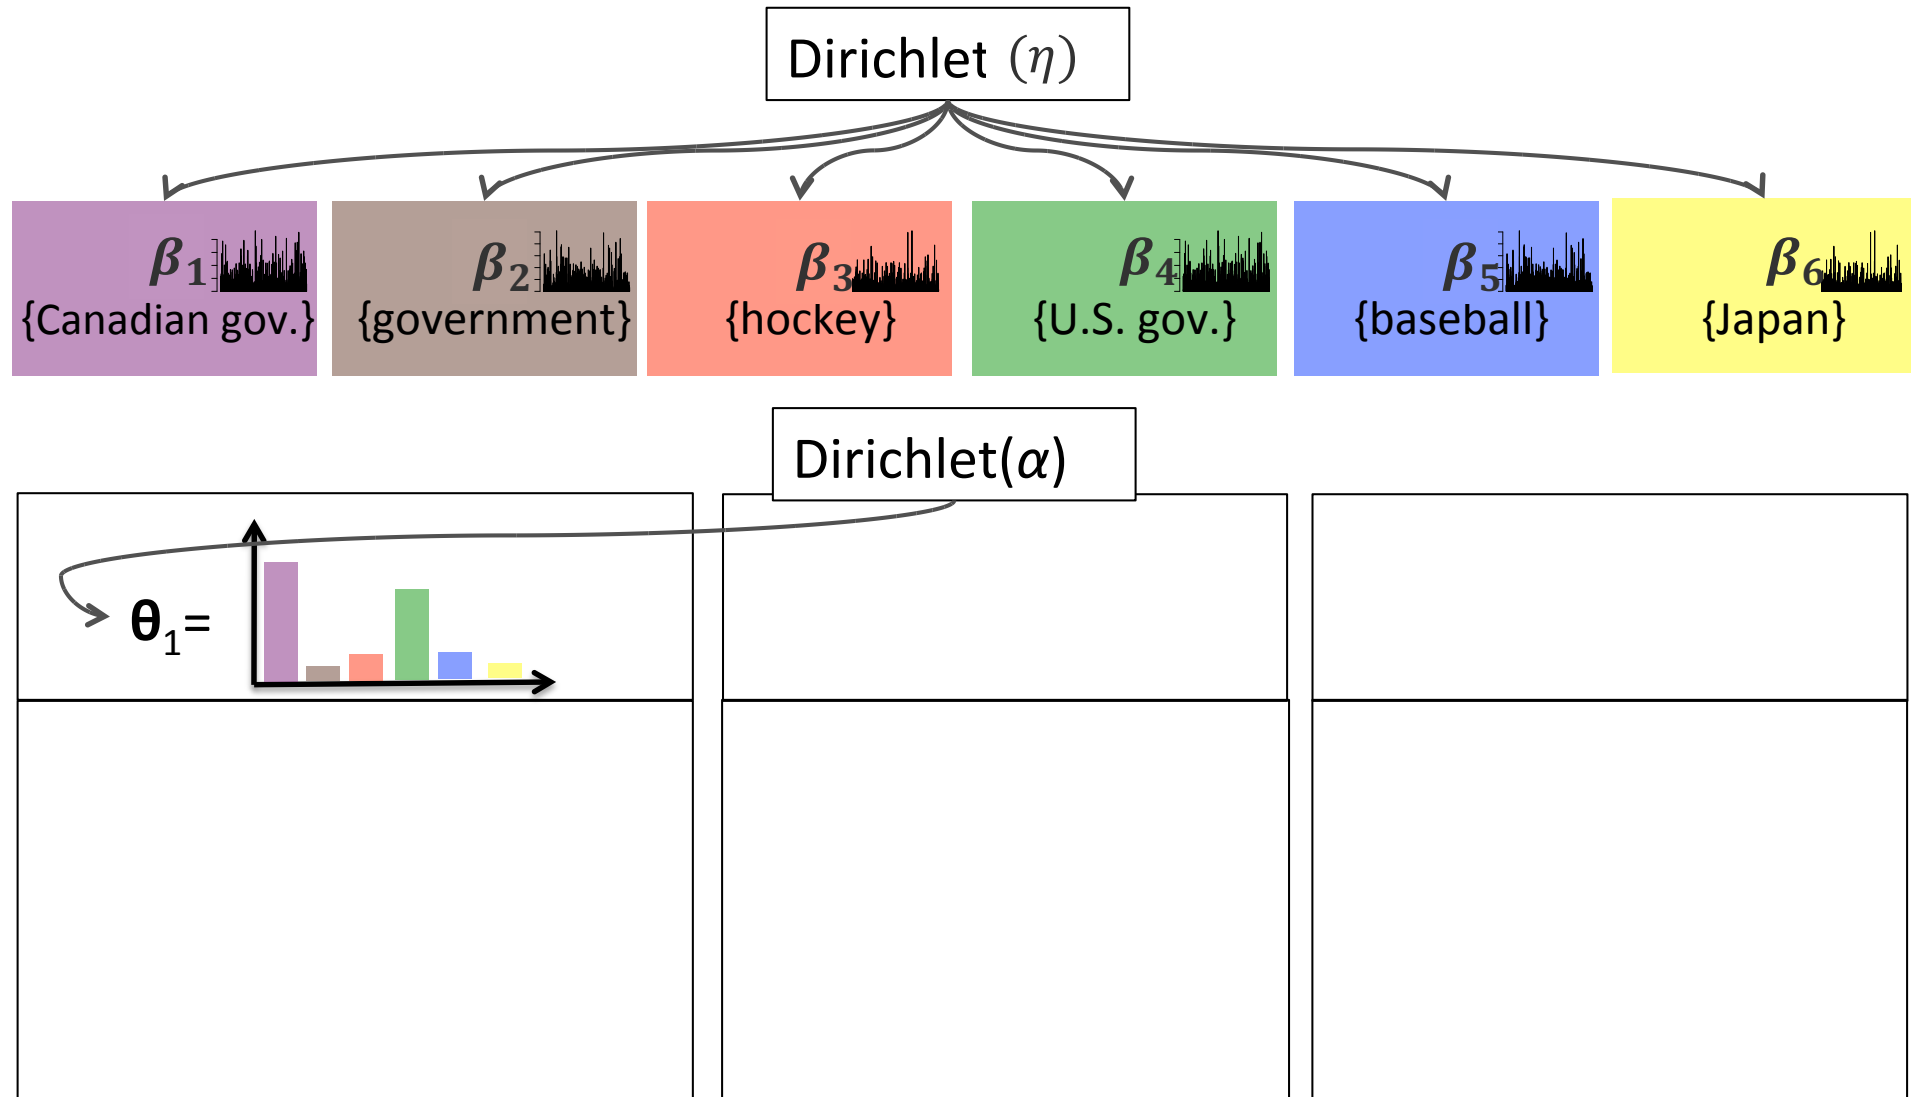 Dirichlet (η)
β1 β2 β3 β4 β5 β6
{Canadian gov.} {government} {hockey} {U.S. gov.} {baseball} {Japan}
Dirichlet(α)
θ1=